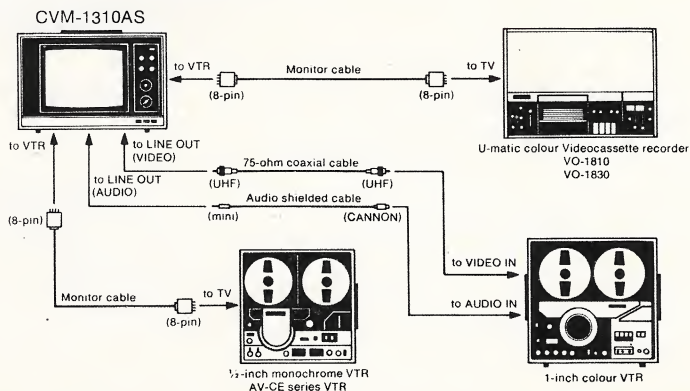 CVM-1310AS
to VTR
Monitor cable
to TV
(8-pin)
(8-pin)
U-matic colour Videocassette recorder
VO-1810
VO-1830
to VTR
to LINE OUT
(VIDEO)
75-ohm coaxial cable
to LINE OUT
(AUDIO)
(UHF)
(UHF)
Audio shielded cable
(mini)
(CANNON)
(8-pin)
to VIDEO IN
Monitor cable
to TV
to AUDIO IN
(8-pin)
½-inch monochrome VTR
AV-CE series VTR
1-inch colour VTR